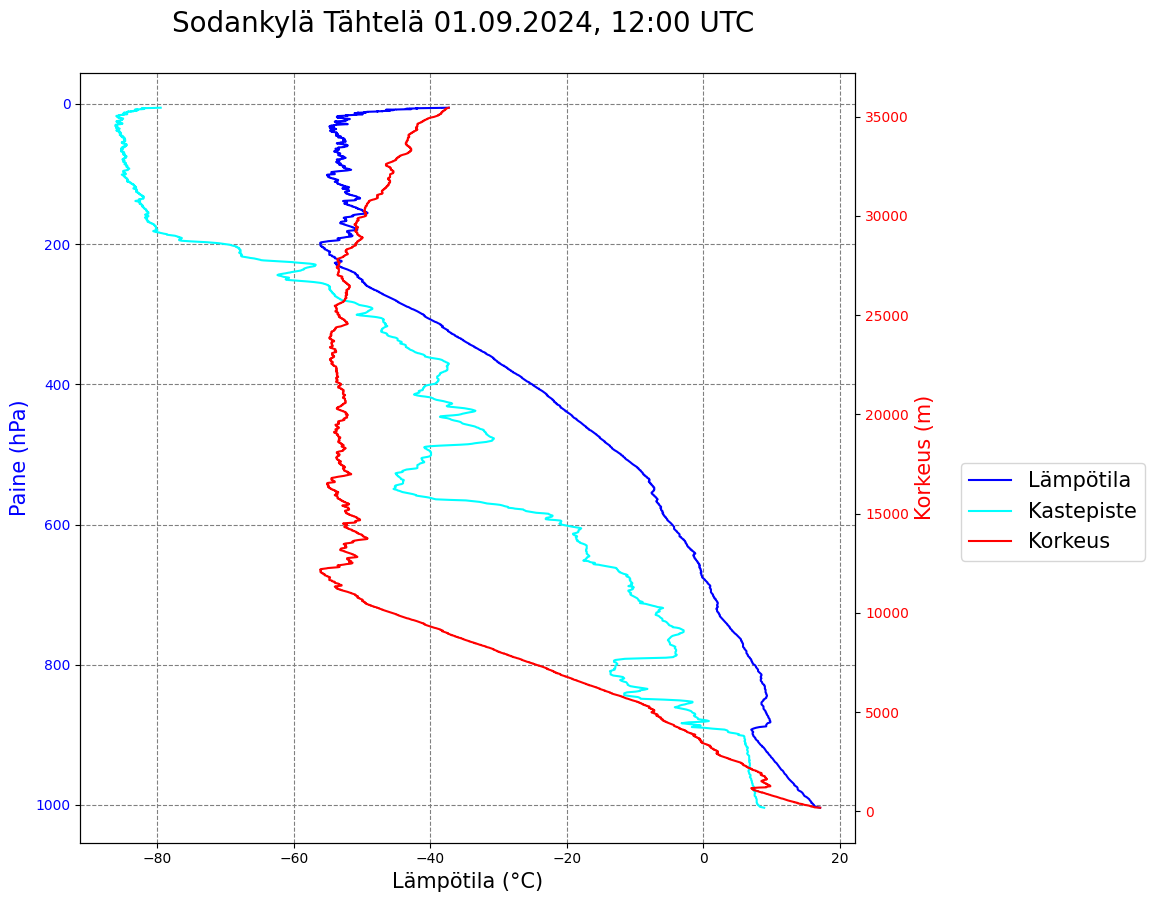 Sodankylä Tähtelä 01.09.2024, 12:00 UTC
0
200
400
600
800
1000
Paine (hPa)
−80
−60
−40
−20
0
20
Lämpötila (°C)
35000
30000
25000
20000
15000
10000
5000
0
Korkeus (m)
Lämpötila
Kastepiste
Korkeus